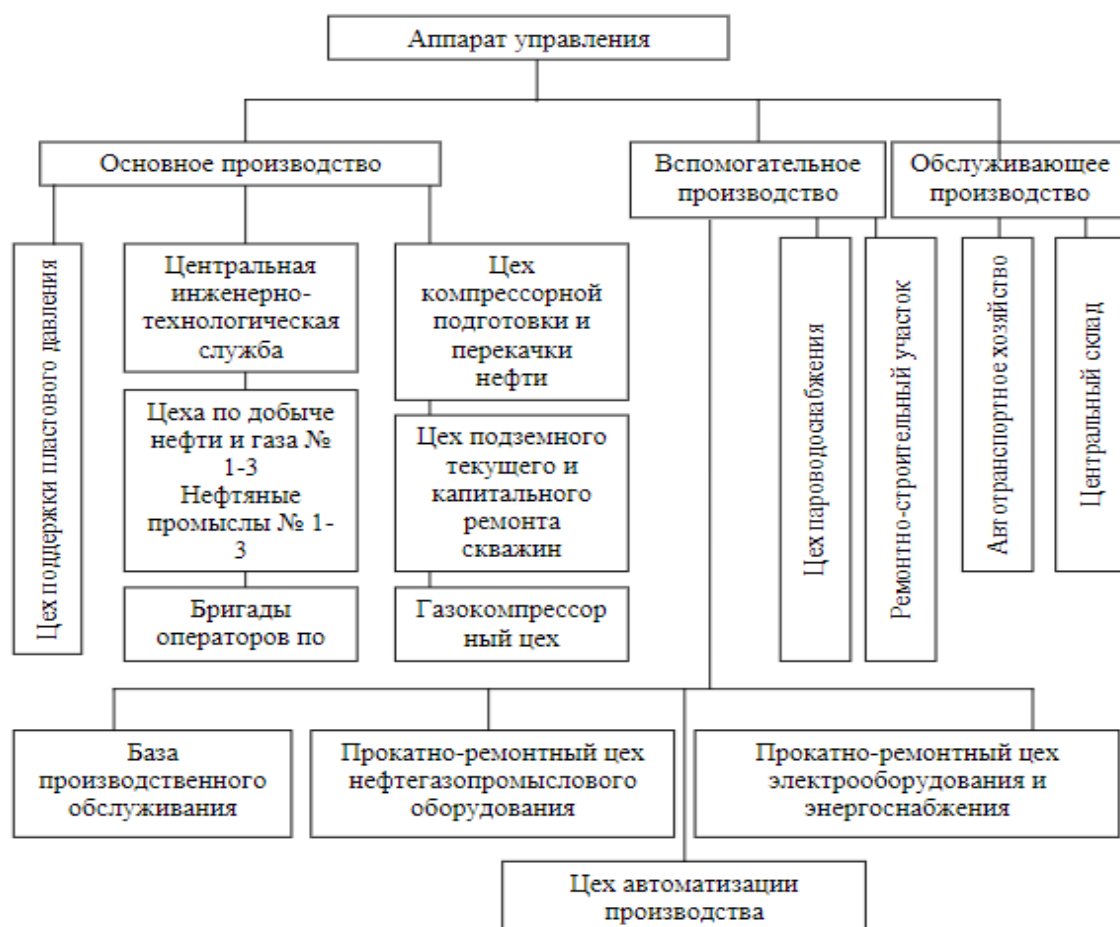 Аппарат управления
Основное производство
Вспомогательное
производство
Обслуживающее
производство
Цех поддержки пластового давления
Центральная
инженерно-
технологическая
служба
Цеха по добыче
нефти и газа №
1-3
Нефтяные
промыслы № 1-
3
Бригады
операторов по
Цех
компрессорной
подготовки и
перекачки
нефти
Цех подземного
текущего и
капитального
ремонта
скважин
Газокомпрессор
ный цех
Цех пароводоснабжения
Ремонтно-строительный участок
Автотранспортное хозяйство
Центральный склад
База
производственного
обслуживания
Прокатно-ремонтный цех
нефтегазопромыслового
оборудования
Прокатно-ремонтный цех
электрооборудования и
энергоснабжения
Цех автоматизации
производства